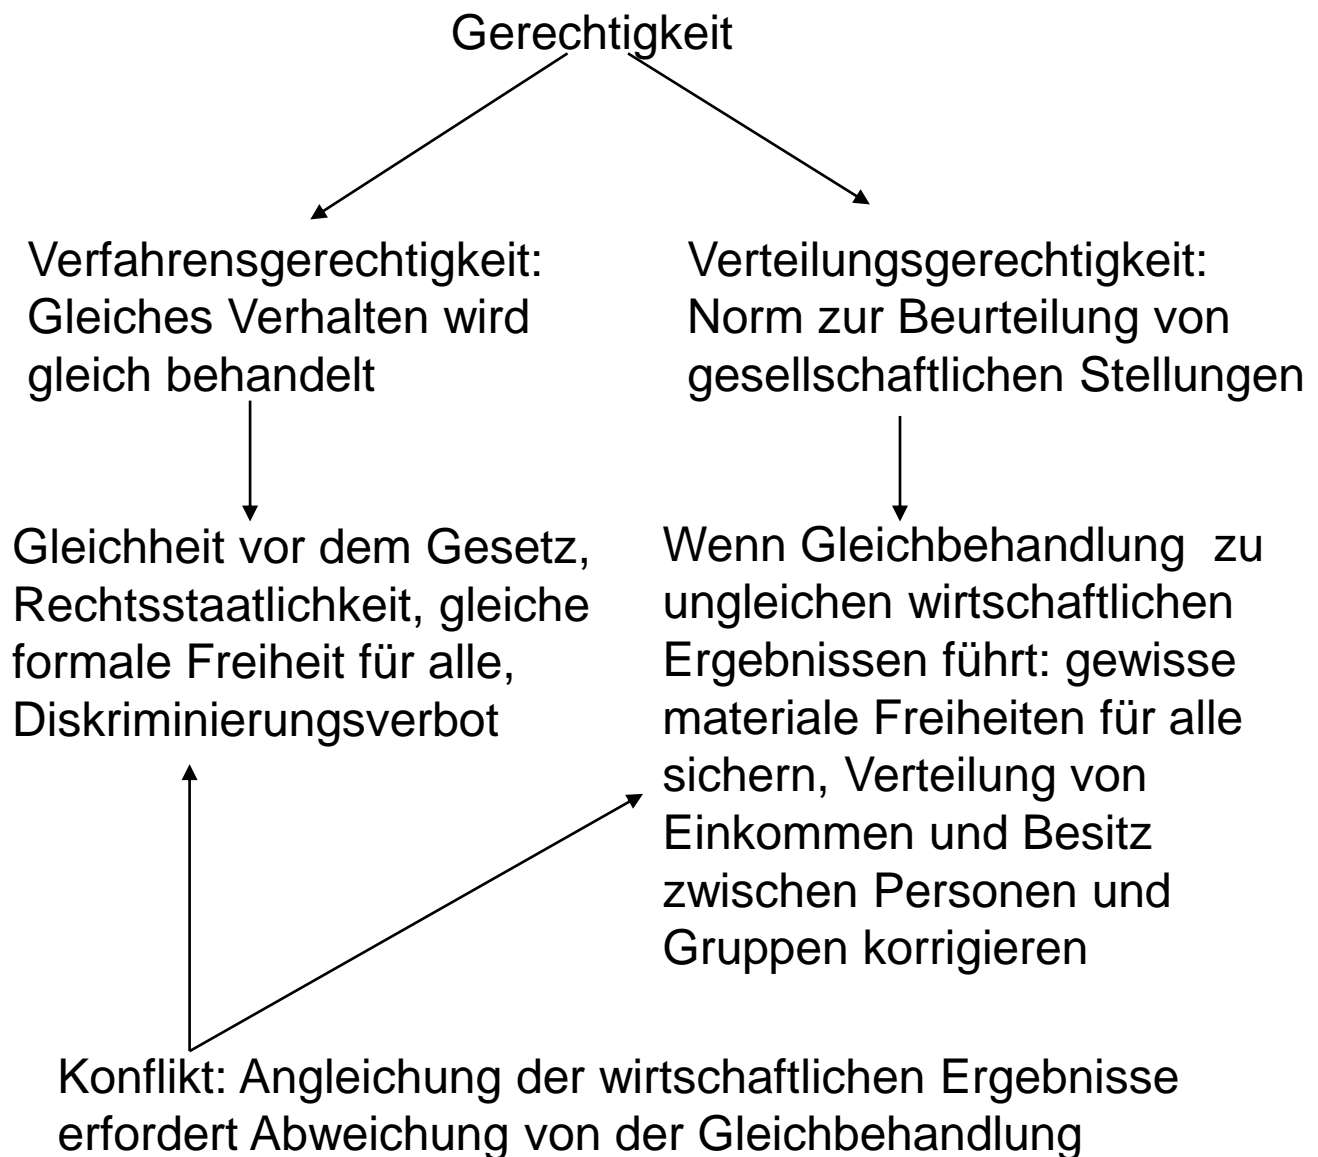 Gerechtigkeit
Verfahrensgerechtigkeit:
Gleiches Verhalten wird
gleich behandelt
Verteilungsgerechtigkeit:
Norm zur Beurteilung von
gesellschaftlichen Stellungen
Gleichheit vor dem Gesetz,
Rechtsstaatlichkeit, gleiche
formale Freiheit für alle,
Diskriminierungsverbot
Wenn Gleichbehandlung  zu
ungleichen wirtschaftlichen
Ergebnissen führt: gewisse
materiale Freiheiten für alle
sichern, Verteilung von
Einkommen und Besitz
zwischen Personen und
Gruppen korrigieren
Konflikt: Angleichung der wirtschaftlichen Ergebnisse
erfordert Abweichung von der Gleichbehandlung